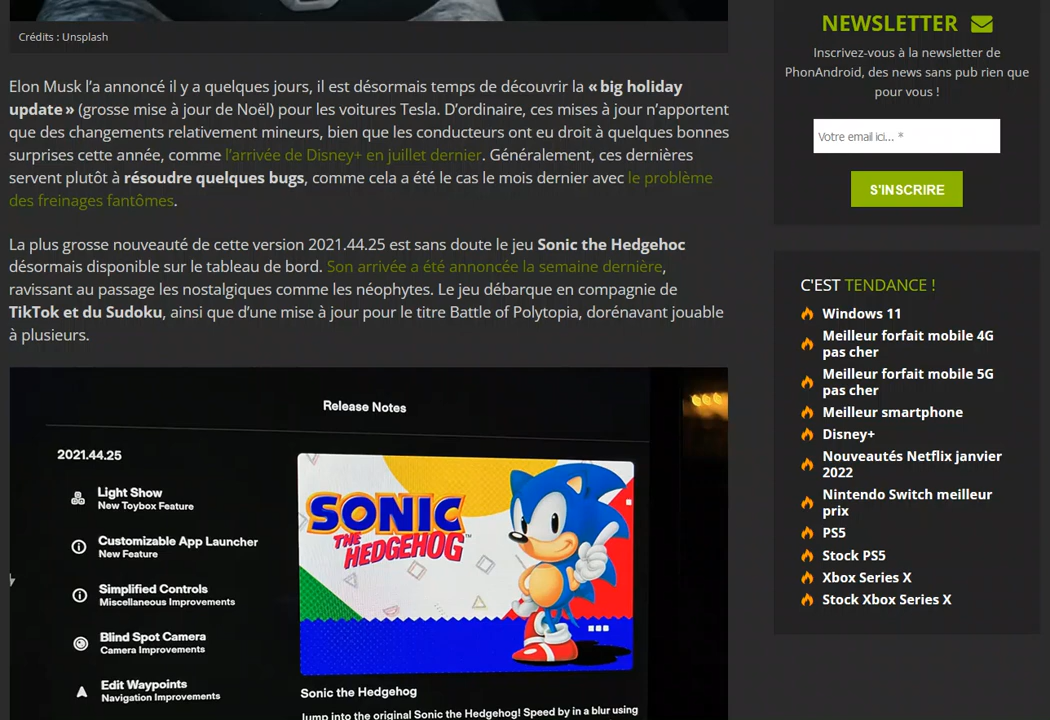 Crédits : Unsplash
Elon Musk l’a annoncé il y a quelques jours, il est désormais temps de découvrir la « big holiday
update » (grosse mise à jour de Noël) pour les voitures Tesla. D’ordinaire, ces mises à jour n’apportent
que des changements relativement mineurs, bien que les conducteurs ont eu droit à quelques bonnes
surprises cette année, comme l’arrivée de Disney+ en juillet dernier. Généralement, ces dernières
servent plutôt à résoudre quelques bugs, comme cela a été le cas le mois dernier avec le problème
des freinages fantômes.
La plus grosse nouveauté de cette version 2021.44.25 est sans doute le jeu Sonic the Hedgehoc
désormais disponible sur le tableau de bord. Son arrivée a été annoncée la semaine dernière,
ravissant au passage les nostalgiques comme les néophytes. Le jeu débarque en compagnie de
TikTok et du Sudoku, ainsi que d’une mise à jour pour le titre Battle of Polytopia, dorénavant jouable
à plusieurs.
Release Notes
2021.44.25
Light Show
New Toybox Feature
Customizable App Launcher
New Feature
Simplified Controls
Miscellaneous Improvements
Blind Spot Camera
Camera Improvements
Edit Waypoints
Navigation Improvements
SONIC
THE
HEDGEHOG™
Sonic the Hedgehog
Jump into the original Sonic the Hedgehog! Speed by in a blur using
NEWSLETTER
Inscrivez-vous à la newsletter de
PhonAndroid, des news sans pub rien que
pour vous !
Votre email ici... *
S'INSCRIRE
C'EST TENDANCE !
Windows 11
Meilleur forfait mobile 4G
pas cher
Meilleur forfait mobile 5G
pas cher
Meilleur smartphone
Disney+
Nouveautés Netflix janvier
2022
Nintendo Switch meilleur
prix
PS5
Stock PS5
Xbox Series X
Stock Xbox Series X